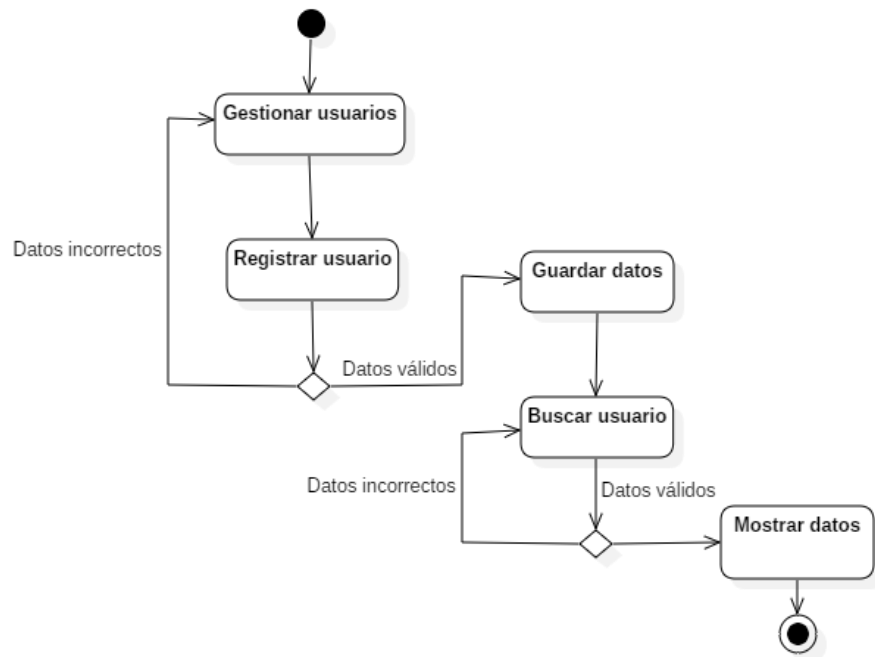 Gestionar usuarios
Datos incorrectos
Registrar usuario
Guardar datos
Datos válidos
Buscar usuario
Datos incorrectos
Datos válidos
Mostrar datos